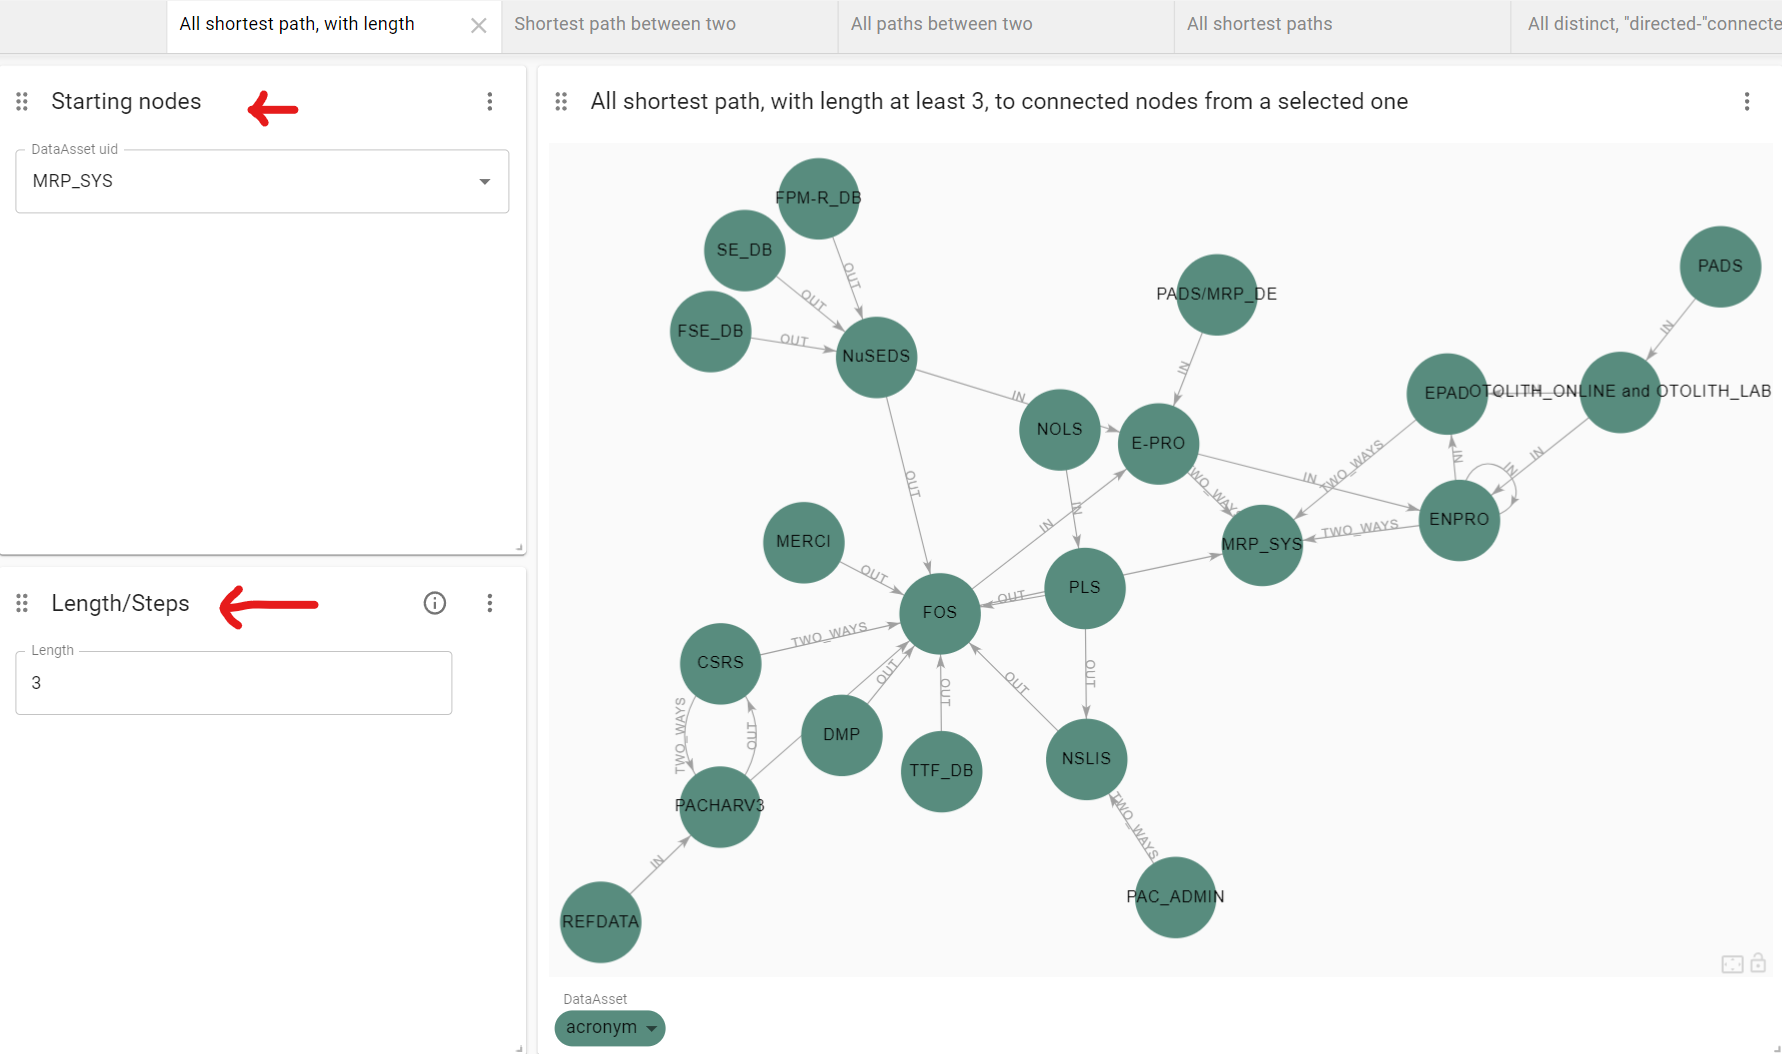 All shortest path, with length
Shortest path between two
All paths between two
All shortest paths
All distinct, "directed-"connecte
Starting nodes
DataAsset uid
MRP_SYS
Length/Steps
Length
3
All shortest path, with length at least 3, to connected nodes from a selected one
FPM-R_DB
SE_DB
OUT
OUT
FSE_DB
OUT
NuSEDS
PADS/MRP_DE
PADS
IN
IN
IN
EPAD
OTOLITH_ONLINE and OTOLITH_LAB
NOLS
E-PRO
TWO_WAYS
IN
IN
IN
IN
OUT
WO_WAYS
IN
IN
ENPRO
TWO_WAYS
MRP_SYS
MERCI
OUT
FOS
OUT
PLS
TWO_WAYS
CSRS
OUT
OUT
OUT
OUT
TWO_WAYS
OUT
DMP
TTF_DB
NSLIS
PACHARV3
TWO_WAYS
IN
REFDATA
PAC_ADMIN
DataAsset
acronym